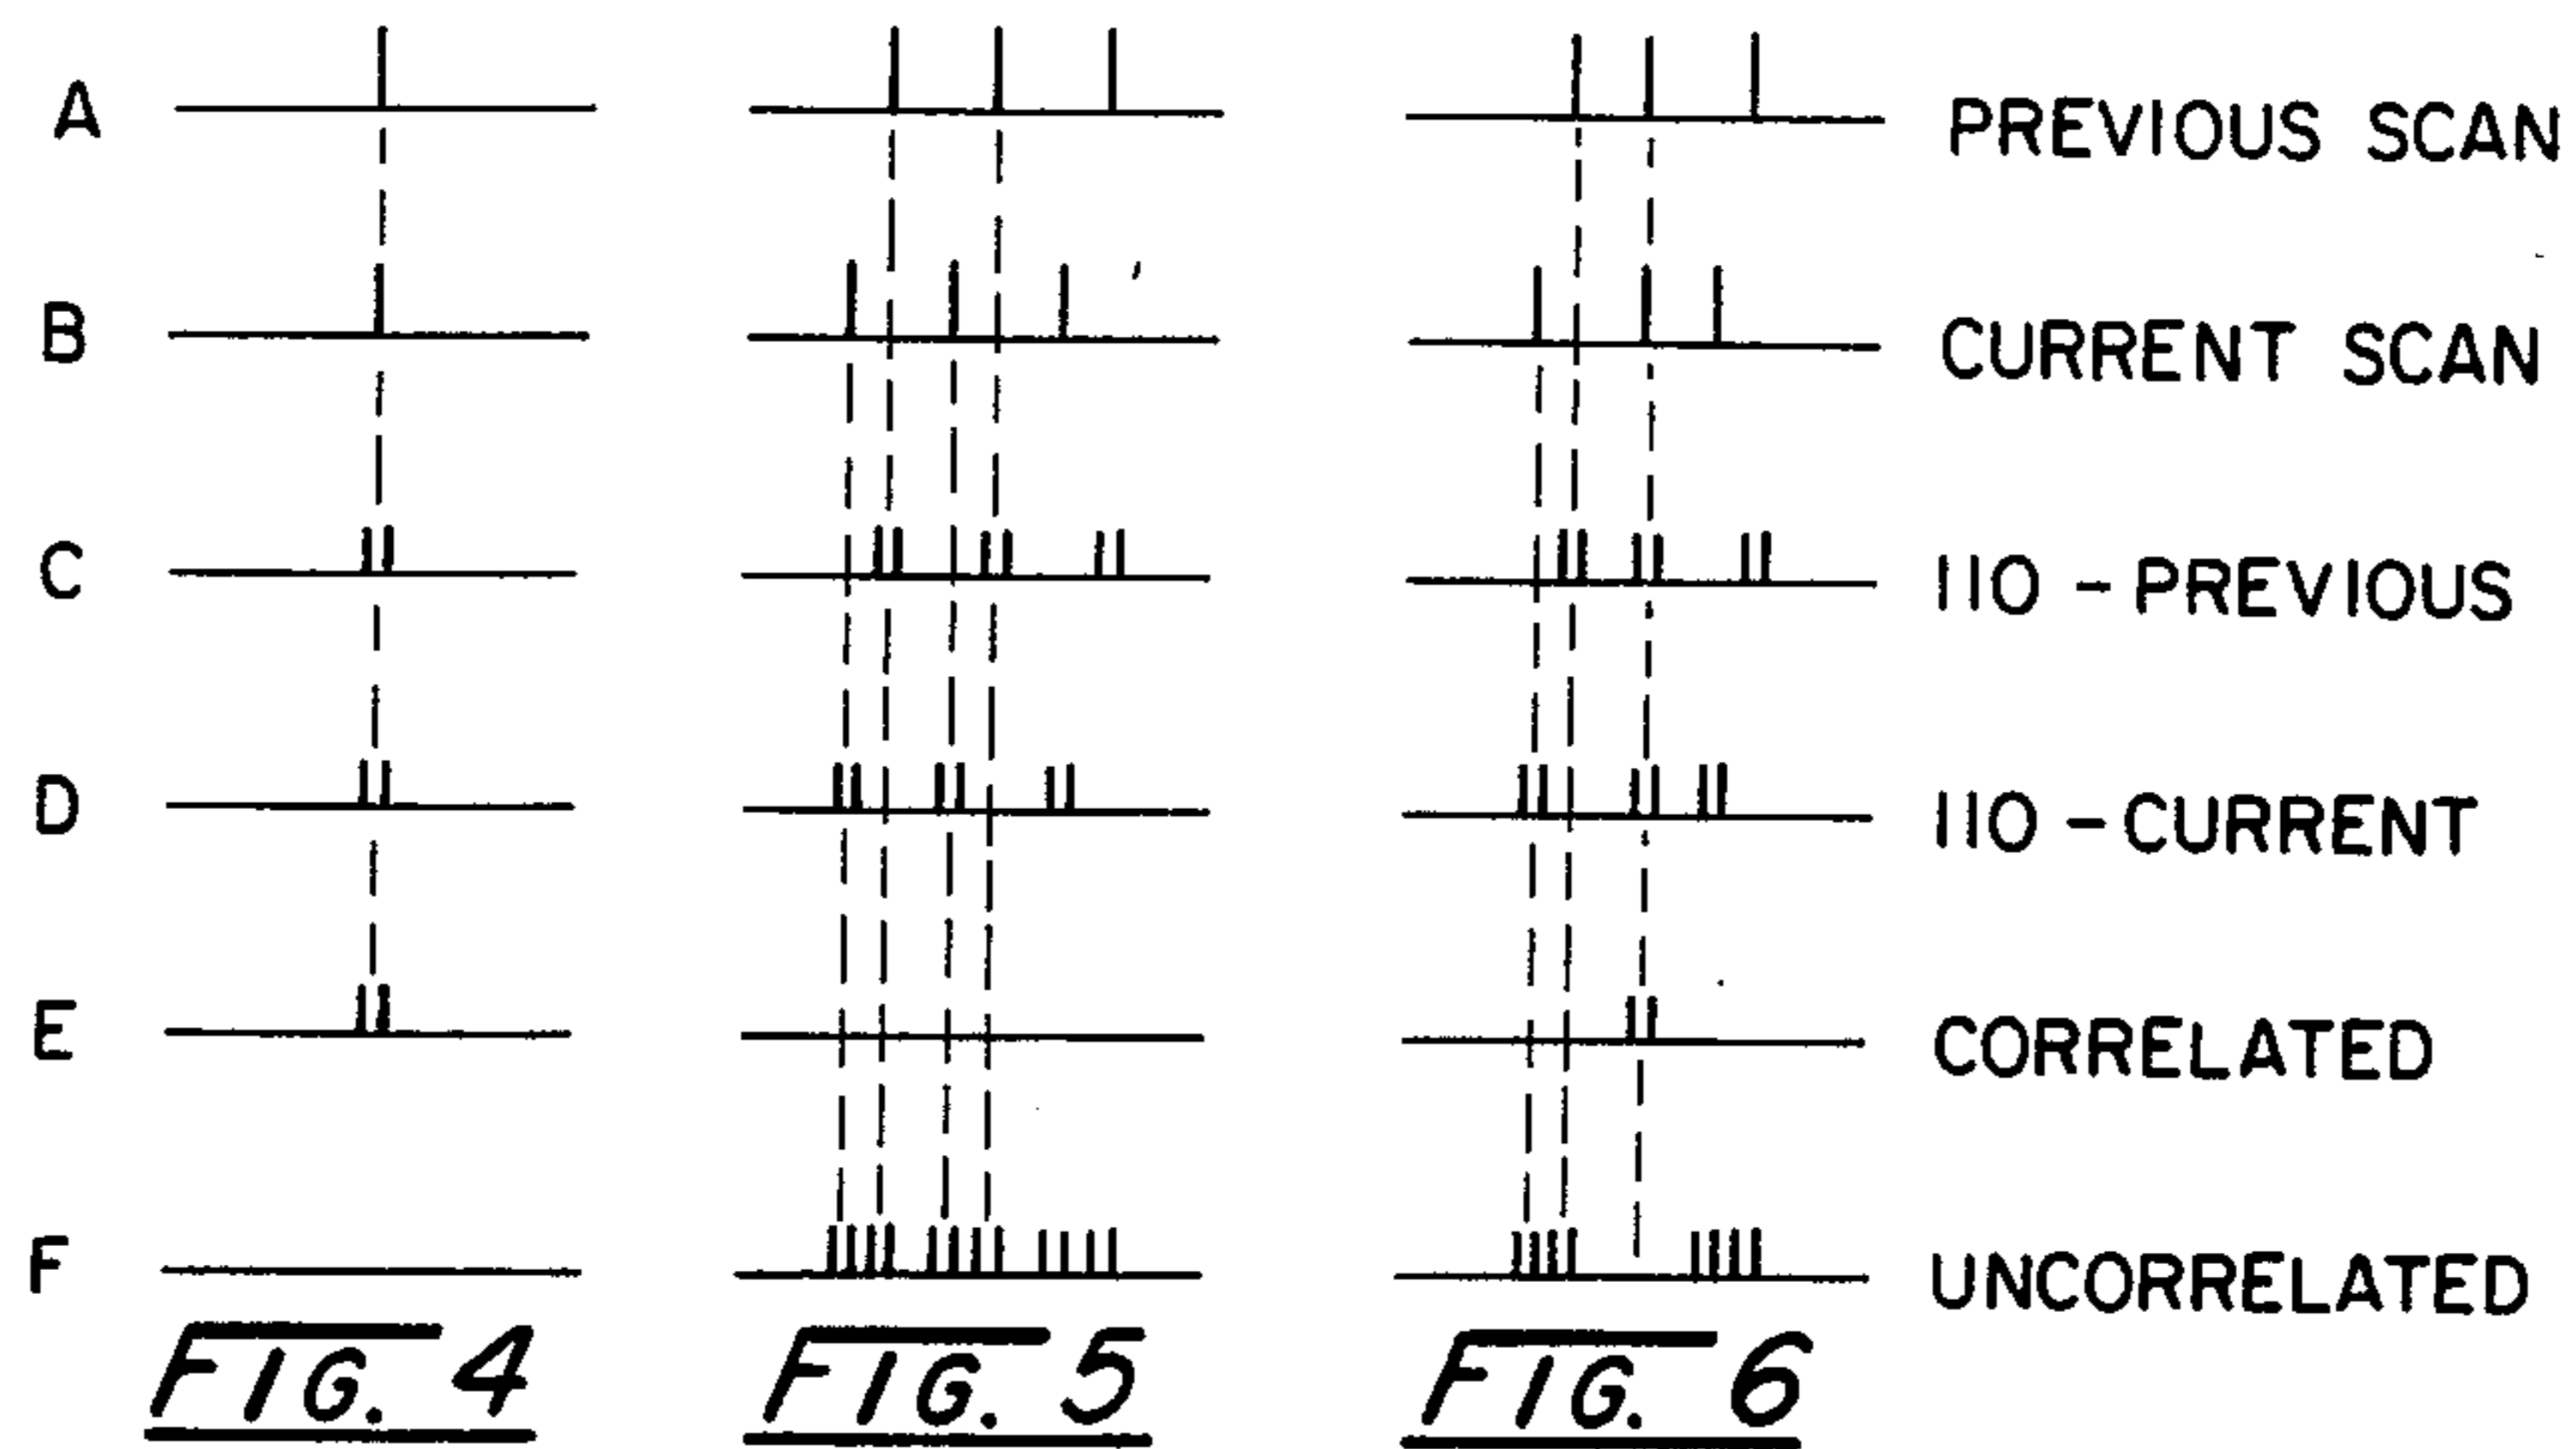 A PREVIOUS SCAN
B CURRENT SCAN
C 110 - PREVIOUS
D 110 - CURRENT
E CORRELATED
F UNCORRELATED
FIG. 4 FIG. 5 FIG. 6